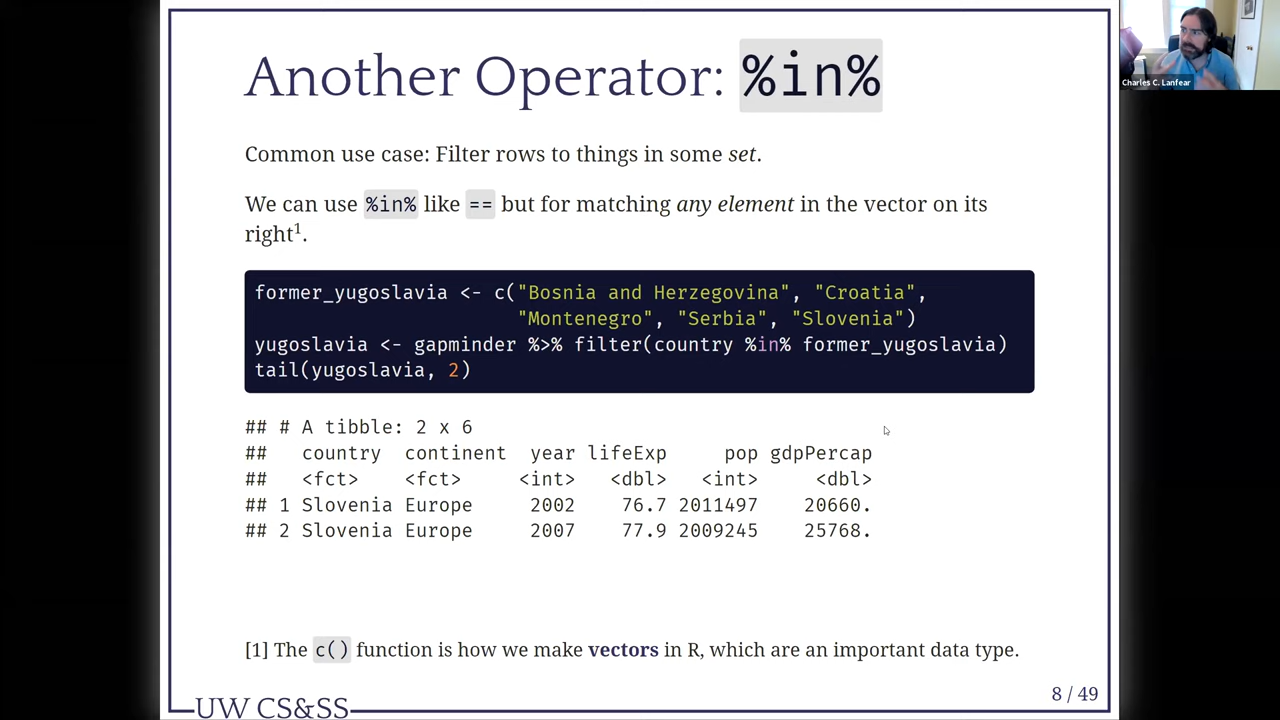 Another Operator: %in%
Charles C. Lanfear
Common use case: Filter rows to things in some set.
We can use %in% like == but for matching any element in the vector on its
right¹.
former_yugoslavia <- c("Bosnia and Herzegovina", "Croatia",
"Montenegro", "Serbia", "Slovenia")
yugoslavia <- gapminder %>% filter(country %in% former_yugoslavia)
tail(yugoslavia, 2)
## # A tibble: 2 x 6
##   country  continent  year lifeExp     pop gdpPercap
##   <fct>    <fct>     <int>   <dbl>   <int>     <dbl>
## 1 Slovenia Europe     2002    76.7 2011497    20660.
## 2 Slovenia Europe     2007    77.9 2009245    25768.
[1] The c() function is how we make vectors in R, which are an important data type.
8 / 49
UW CS&SS